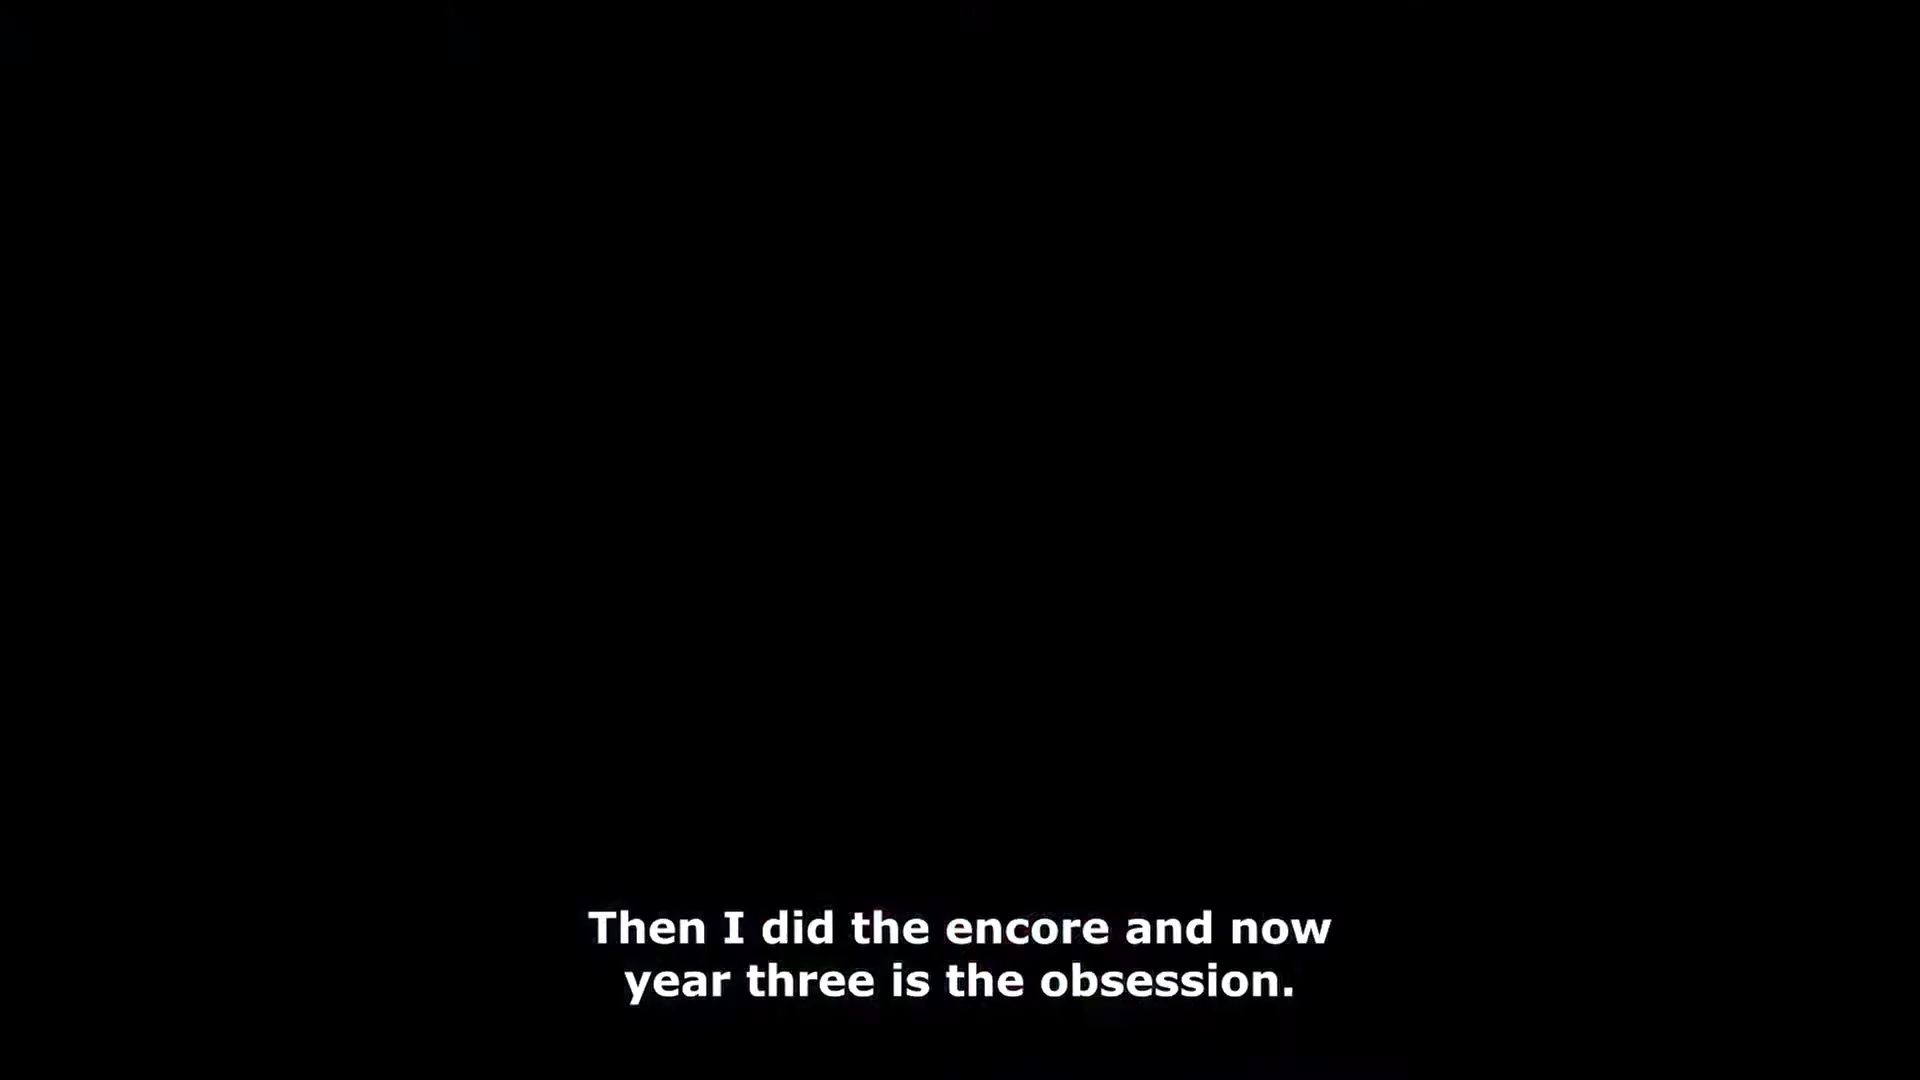 Then I did the encore and now
year three is the obsession.